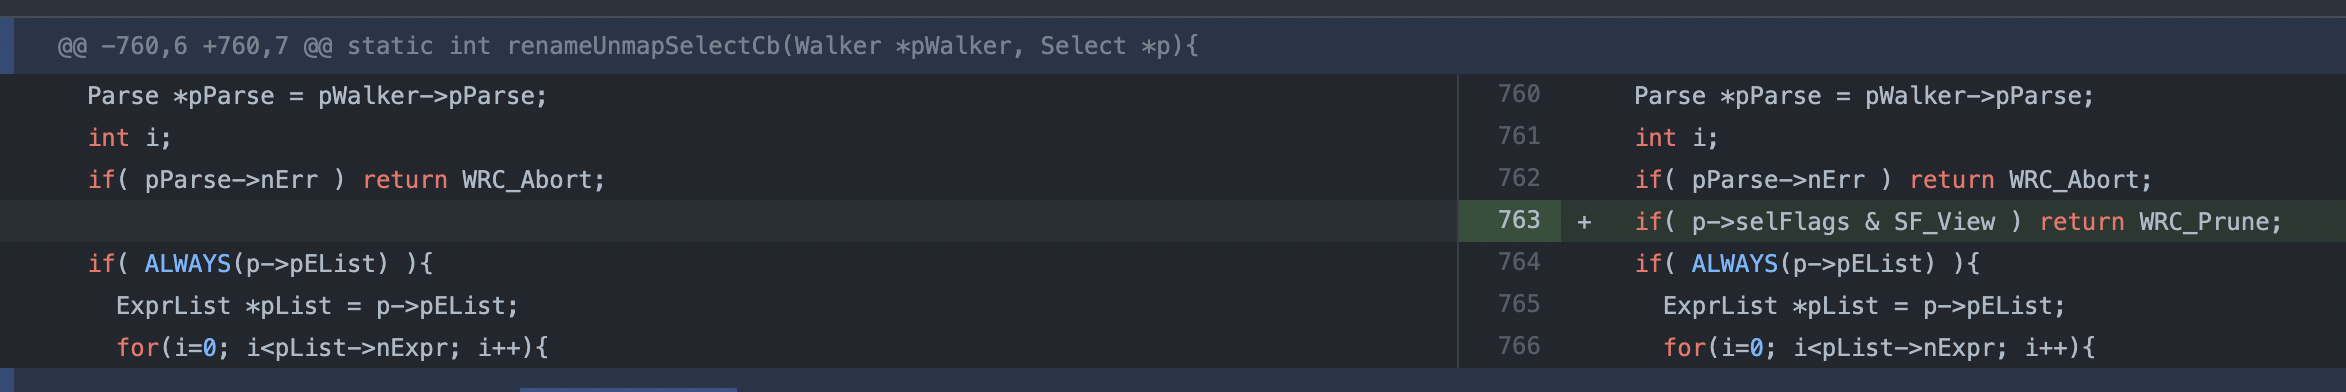 @@ -760,6 +760,7 @@ static int renameUnmapSelectCb(Walker *pWalker, Select *p){
Parse *pParse = pWalker->pParse;
int i;
if( pParse->nErr ) return WRC_Abort;
if( ALWAYS(p->pEList) ){
ExprList *pList = p->pEList;
for(i=0; i<pList->nExpr; i++){
760 Parse *pParse = pWalker->pParse;
761 int i;
762 if( pParse->nErr ) return WRC_Abort;
763 + if( p->selFlags & SF_View ) return WRC_Prune;
764 if( ALWAYS(p->pEList) ){
765 ExprList *pList = p->pEList;
766 for(i=0; i<pList->nExpr; i++){